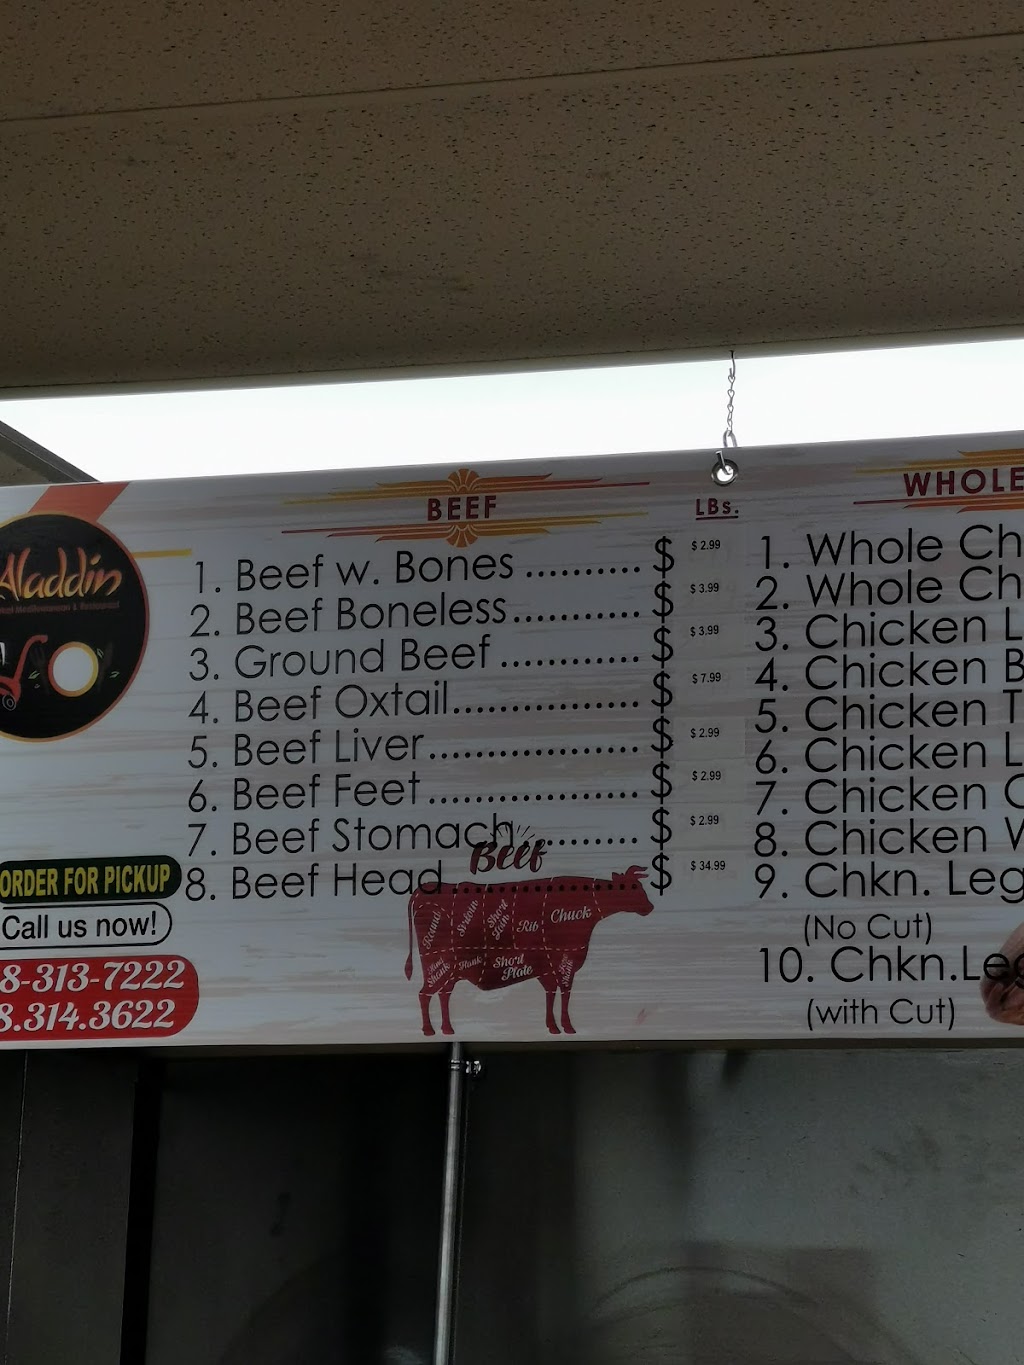 BEEF
LBs.
1. Beef w. Bones .......... $ $ 2.99
2. Beef Boneless........... $ $ 3.99
3. Ground Beef ............ $ $ 3.99
4. Beef Oxtail................ $ $ 7.99
5. Beef Liver.................. $ $ 2.99
6. Beef Feet.................. $ $ 2.99
7. Beef Stomach.......... $ $ 2.99
8. Beef Head................ $ $ 34.99
Beef
Round
Sirloin
Short
Loin
Rib
Chuck
Flank
Short
Plate
Shank
Aladdin
ORDER FOR PICKUP
Call us now!
8-313-7222
8.314.3622
WHOLE
1. Whole Ch
2. Whole Ch
3. Chicken L
4. Chicken B
5. Chicken T
6. Chicken L
7. Chicken C
8. Chicken W
9. Chkn. Leg
(No Cut)
10. Chkn.Leg
(with Cut)